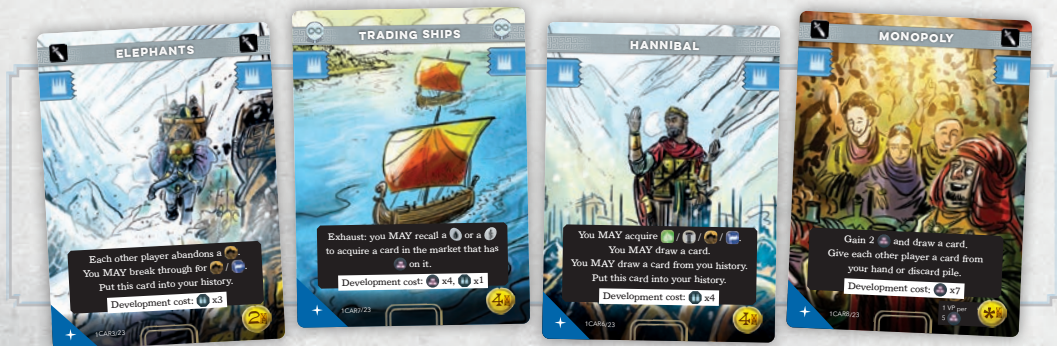 ELEPHANTS
Each other player abandons a .
You MAY break through for / .
Put this card into your history.
Development cost: x3
2
1CAR3/23
TRADING SHIPS
Exhaust: you MAY recall a or a
to acquire a card in the market that has
on it.
Development cost: x4, x1
4
1CAR7/23
HANNIBAL
You MAY acquire / / / .
You MAY draw a card.
You MAY draw a card from you history.
Put this card into your history.
Development cost: x4
4
1CAR6/23
MONOPOLY
Gain 2 and draw a card.
Give each other player a card from
your hand or discard pile.
Development cost: x7
1 VP per
5
*
1CAR8/23